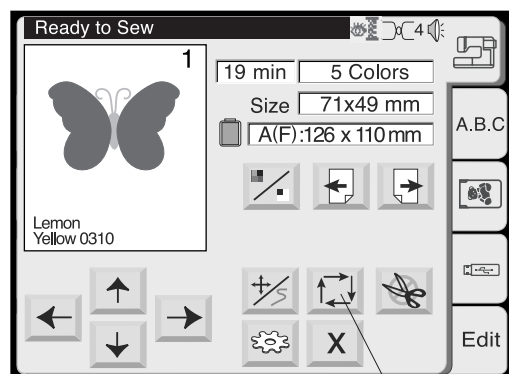 Ready to Sew
4
1
19 min
5 Colors
Size
71x49 mm
A(F):126 x 110mm
Lemon
Yellow 0310
X
A.B.C
Edit